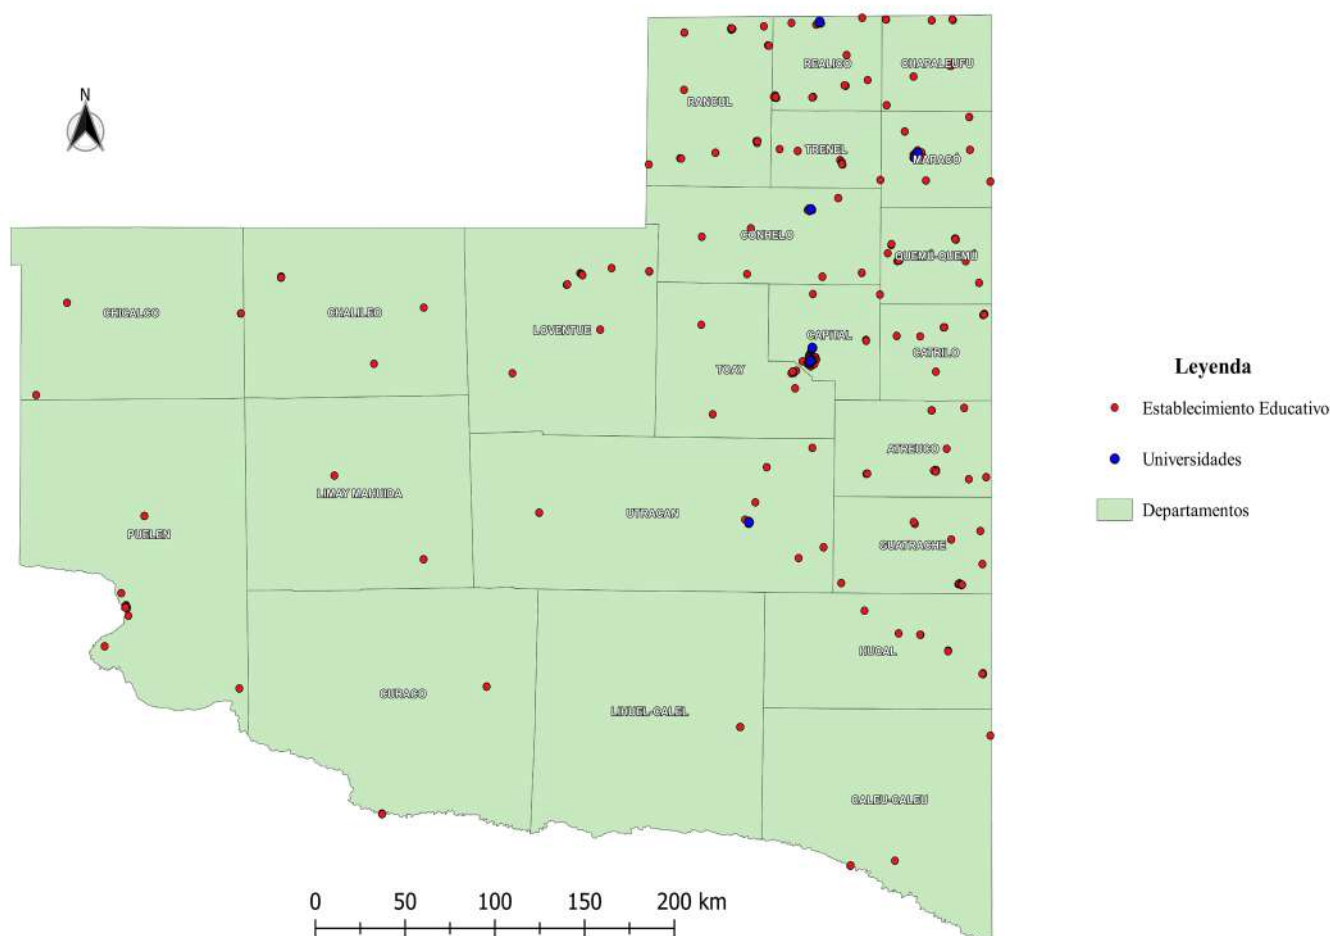 N
REALICO
CHAPALEUFU
RANCUL
TRENEL
MARACÓ
CONHELO
QUEMÚ-QUEMÚ
CHICALCO
CHALILEO
LOVENTUE
CAPITAL
CATRILO
TOAY
Leyenda
Establecimiento Educativo
ATREUCO
Universidades
LIMAY MAHUIDA
UTRACAN
Departamentos
PUELEN
GUATRACHE
HUCAL
CURACO
LIHUEL-CALEL
CALEU-CALEU
0 50 100 150 200 km